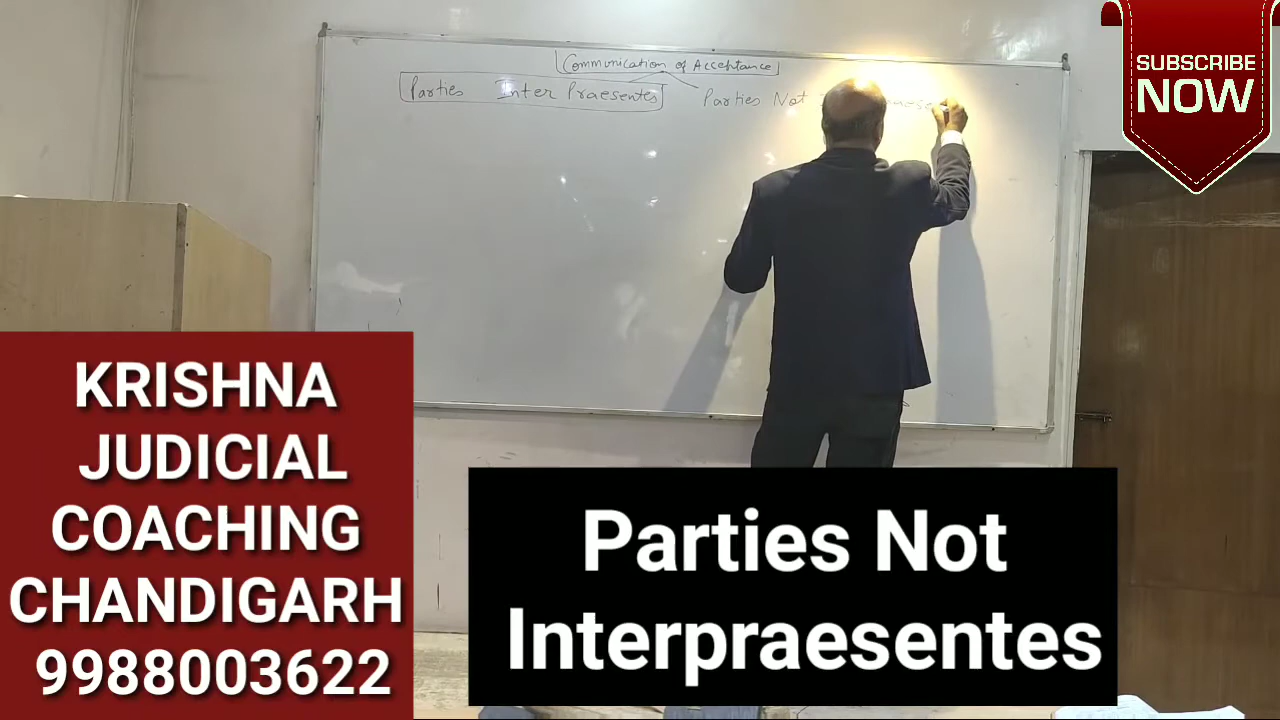 Communication of Acceptance
Parties Inter Praesentes
Parties Not
SUBSCRIBE
NOW
KRISHNA
JUDICIAL
COACHING
CHANDIGARH
9988003622
Parties Not
Interpraesentes